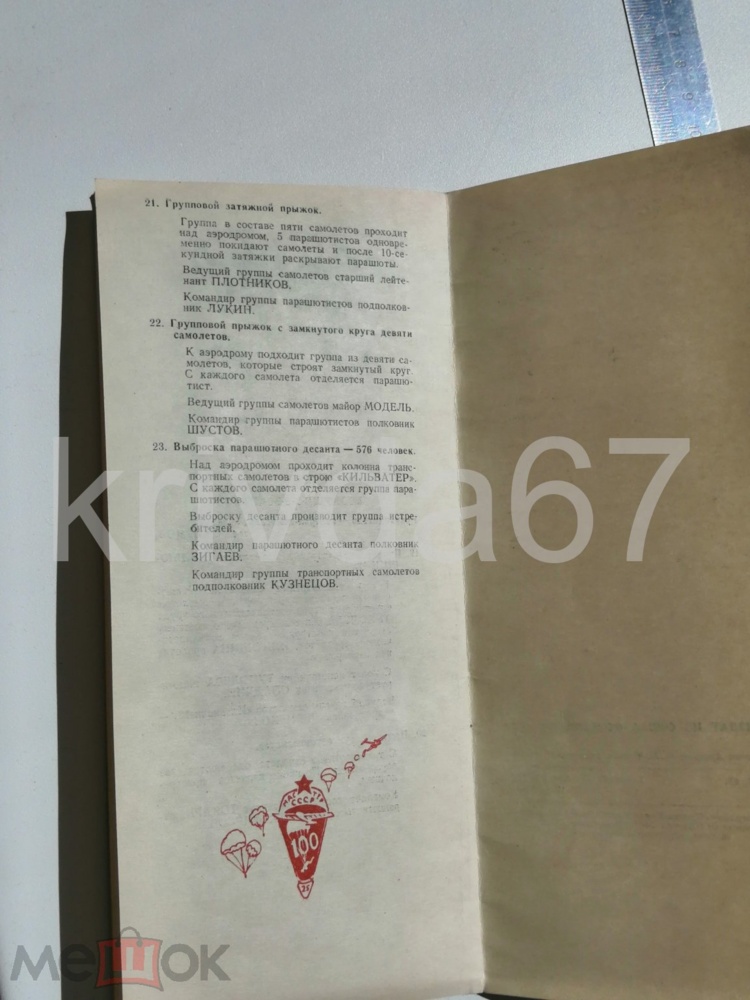 21. Групповой затяжной прыжок.
Группа в составе пяти самолетов проходит
над аэродромом, 5 парашютистов одновре-
менно покидают самолеты и после 10-се-
кундной затяжки раскрывают парашюты.
Ведущий группы самолетов старший лейте-
нант ПЛОТНИКОВ.
Командир группы парашютистов подполков-
ник ЛУКИН.
22. Групповой прыжок с замкнутого круга девяти
самолетов.
К аэродрому подходит группа из девяти са-
молетов, которые строят замкнутый круг.
С каждого самолета отделяется парашю-
тист.
Ведущий группы самолетов майор МОДЕЛЬ.
Командир группы парашютистов полковник
ШУСТОВ.
23. Выброска парашютного десанта — 576 человек.
Над аэродромом проходит колонна транс-
портных самолетов в строю «КИЛЬВАТЕР».
С каждого самолета отделяется группа пара-
шютистов.
Выброску десанта производит группа истре-
бителей.
Командир парашютного десанта полковник
ЗИГАЕВ.
Командир группы транспортных самолетов
подполковник КУЗНЕЦОВ.
СССР
100
25
мешок
67